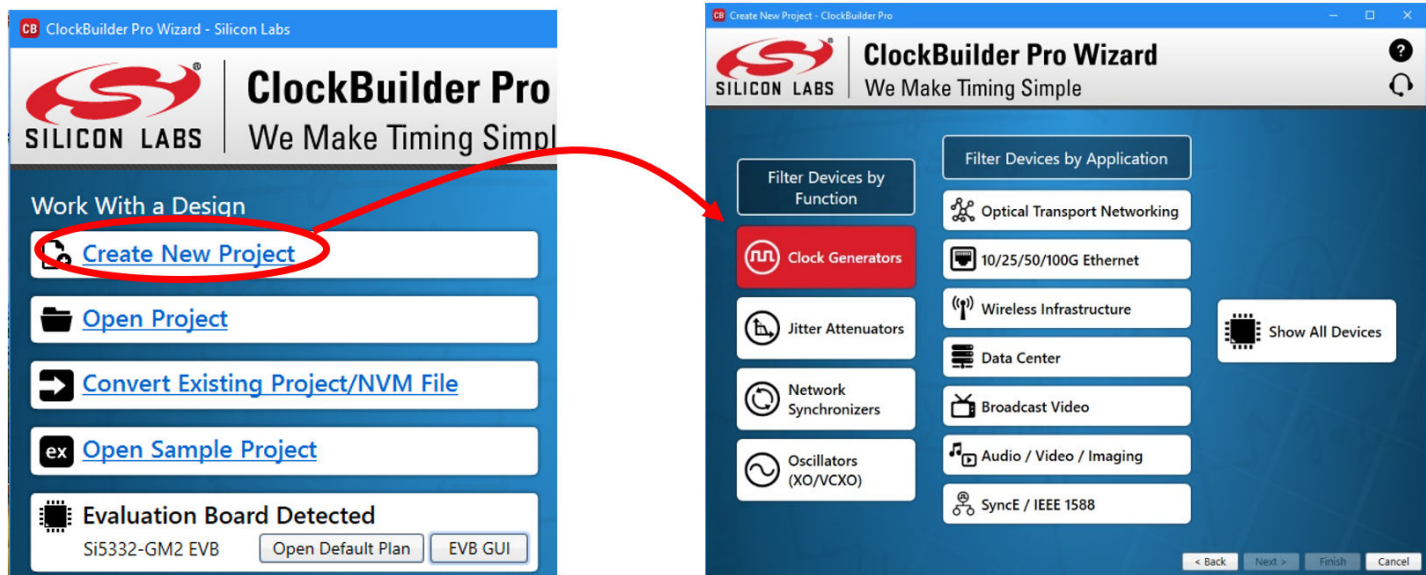 CB ClockBuilder Pro Wizard - Silicon Labs
SILICON LABS
ClockBuilder Pro
We Make Timing Simpl
Work With a Design
Create New Project
Open Project
Convert Existing Project/NVM File
ex Open Sample Project
Evaluation Board Detected
Si5332-GM2 EVB Open Default Plan EVB GUI
CB Create New Project - ClockBuilder Pro
SILICON LABS
ClockBuilder Pro Wizard
We Make Timing Simple
?
Filter Devices by
Function
Clock Generators
Jitter Attenuators
Network
Synchronizers
Oscillators
(XO/VCXO)
Filter Devices by Application
Optical Transport Networking
10/25/50/100G Ethernet
Wireless Infrastructure
Data Center
Broadcast Video
Audio / Video / Imaging
SyncE / IEEE 1588
Show All Devices
< Back Next > Finish Cancel